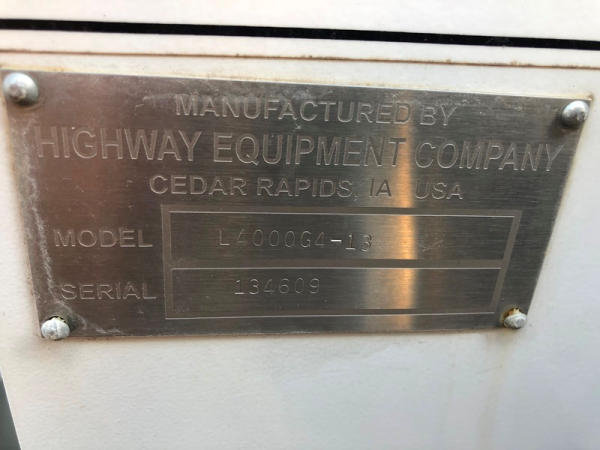 MANUFACTURED BY
HIGHWAY EQUIPMENT COMPANY
CEDAR RAPIDS, IA USA
MODEL L4000G4-13
SERIAL 134609